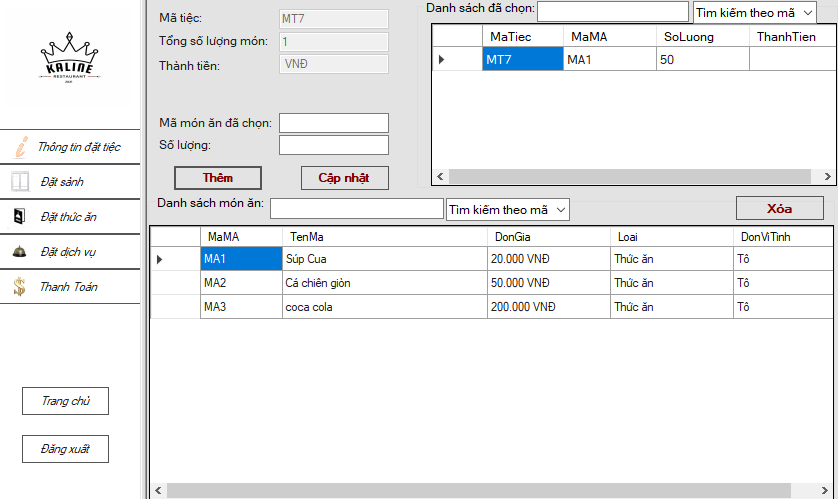 KALINE
RESTAURANT
Thông tin đặt tiệc
Đặt sảnh
Đặt thức ăn
Đặt dịch vụ
Thanh Toán
Trang chủ
Đăng xuất
Mã tiệc: MT7
Tổng số lượng món: 1
Thành tiền: VNĐ
Mã món ăn đã chọn:
Số lượng:
Thêm Cập nhật
Danh sách đã chọn: Tìm kiếm theo mã
MaTiec MaMA SoLuong ThanhTien
MT7 MA1 50
Danh sách món ăn: Tìm kiếm theo mã Xóa
MaMA TenMa DonGia Loai DonViTinh
MA1 Súp Cua 20.000 VNĐ Thức ăn Tô
MA2 Cá chiên giòn 50.000 VNĐ Thức ăn Tô
MA3 coca cola 200.000 VNĐ Thức ăn Tô